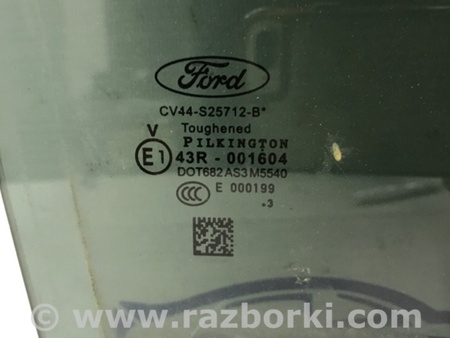 Ford
CV44-S25712-B*
V Toughened
PILKINGTON
E1 43R - 001604
DOT682 AS3 M5540
CCC E 000199
.3
www.razborki.com